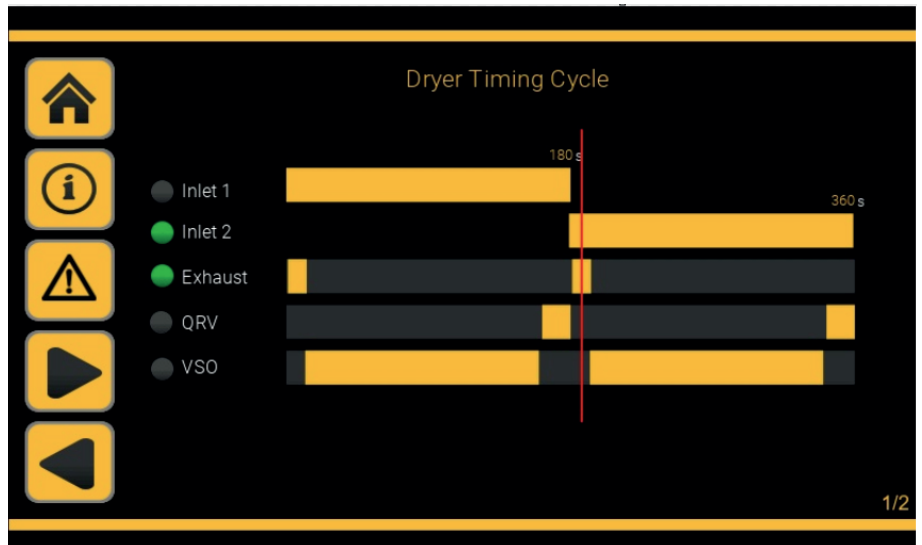 Dryer Timing Cycle
180 s
Inlet 1
360 s
Inlet 2
Exhaust
QRV
VSO
1/2